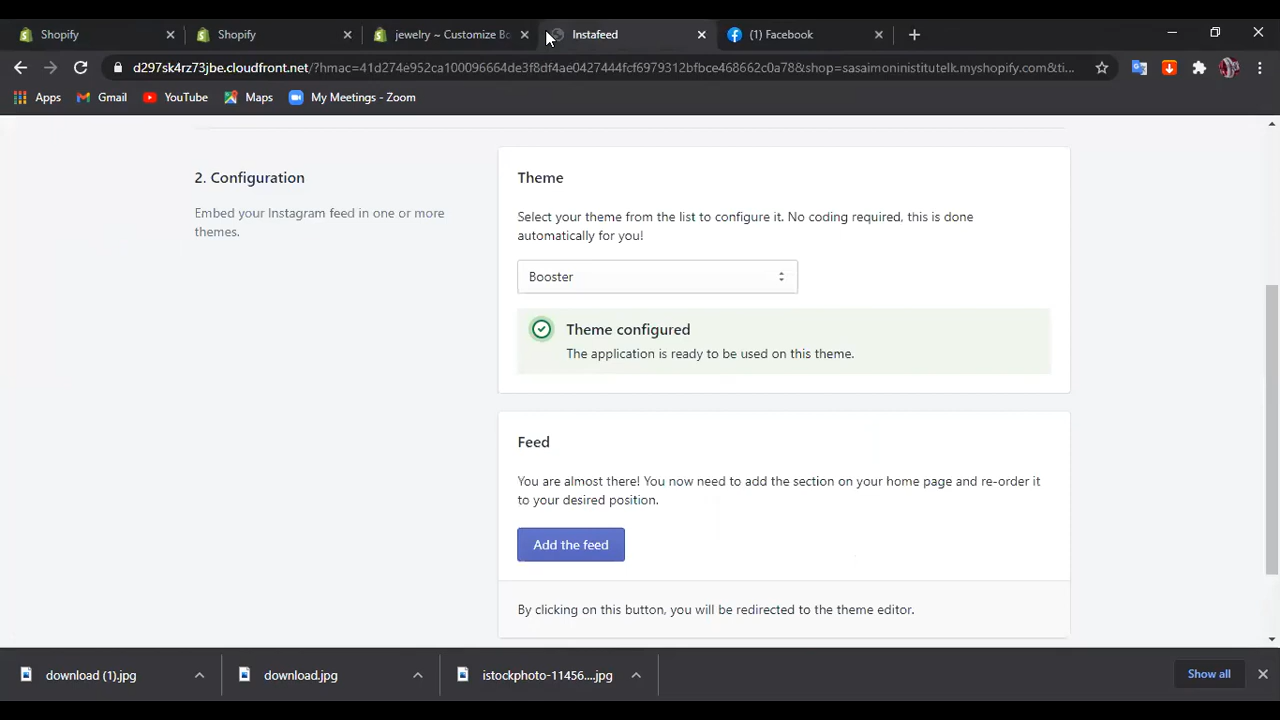 Shopify
Shopify
jewelry ~ Customize Bo
Instafeed
(1) Facebook
d297sk4rz73jbe.cloudfront.net/?hmac=41d274e952ca100096664de3f8df4ae0427444fcf6979312bfbce468662c0a78&shop=sasaimoninistitutelk.myshopify.com&ti...
Apps
Gmail
YouTube
Maps
My Meetings - Zoom
2. Configuration
Embed your Instagram feed in one or more
themes.
Theme
Select your theme from the list to configure it. No coding required, this is done
automatically for you!
Booster
Theme configured
The application is ready to be used on this theme.
Feed
You are almost there! You now need to add the section on your home page and re-order it
to your desired position.
Add the feed
By clicking on this button, you will be redirected to the theme editor.
download (1).jpg
download.jpg
istockphoto-11456....jpg
Show all